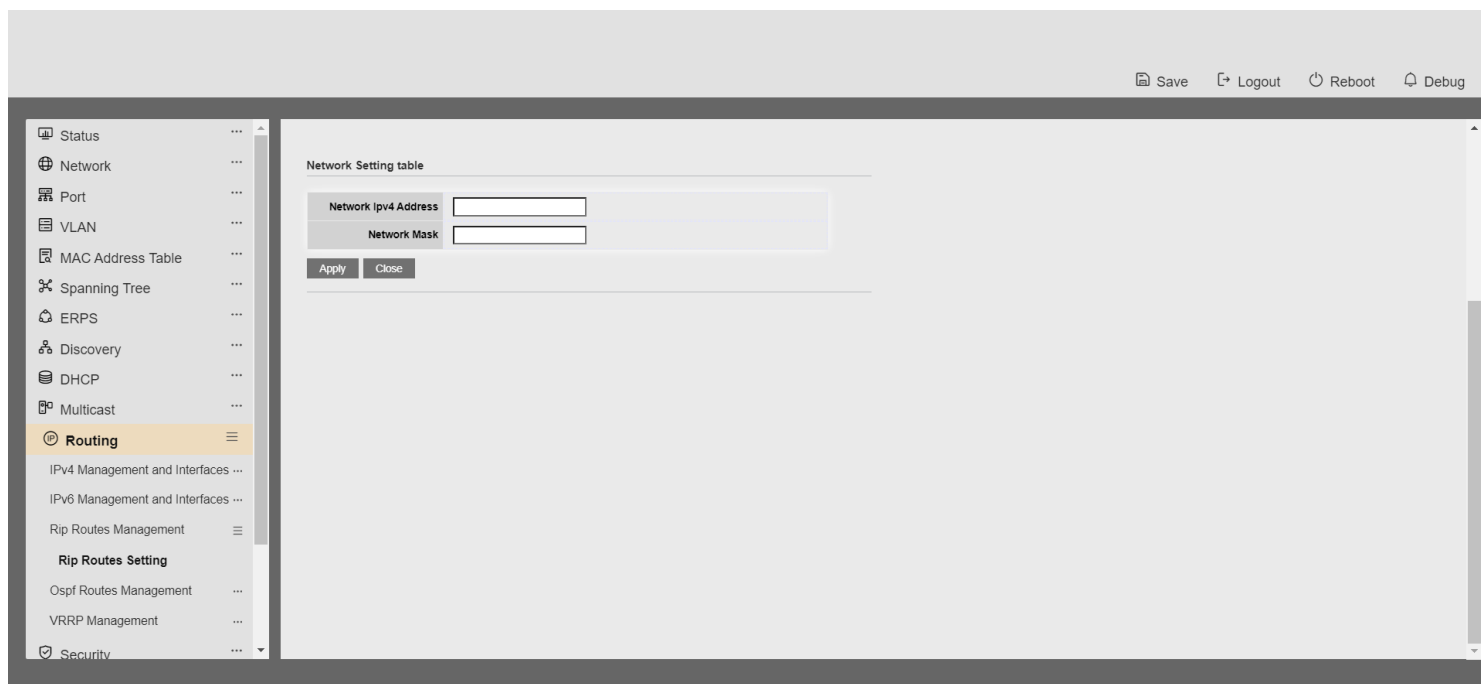 Save Logout Reboot Debug
Status
Network
Port
VLAN
MAC Address Table
Spanning Tree
ERPS
Discovery
DHCP
Multicast
IP Routing
IPv4 Management and Interfaces
IPv6 Management and Interfaces
Rip Routes Management
Rip Routes Setting
Ospf Routes Management
VRRP Management
Security
Network Setting table
Network Ipv4 Address
Network Mask
Apply Close